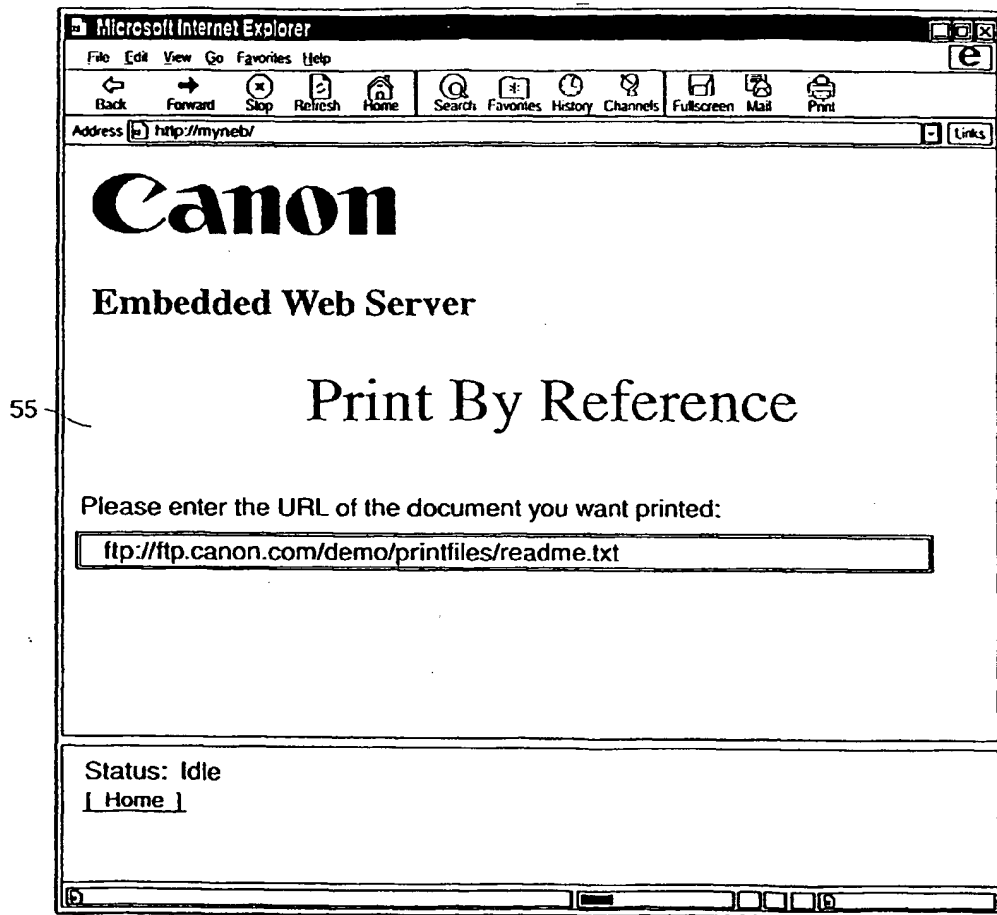 Microsoft Internet Explorer
File Edit View Go Favorites Help
Back Forward Stop Refresh Home Search Favorites History Channels Fullscreen Mail Print
Address http://myneb/ Links
Canon
Embedded Web Server
Print By Reference
55
Please enter the URL of the document you want printed:
ftp://ftp.canon.com/demo/printfiles/readme.txt
Status: Idle
[ Home ]